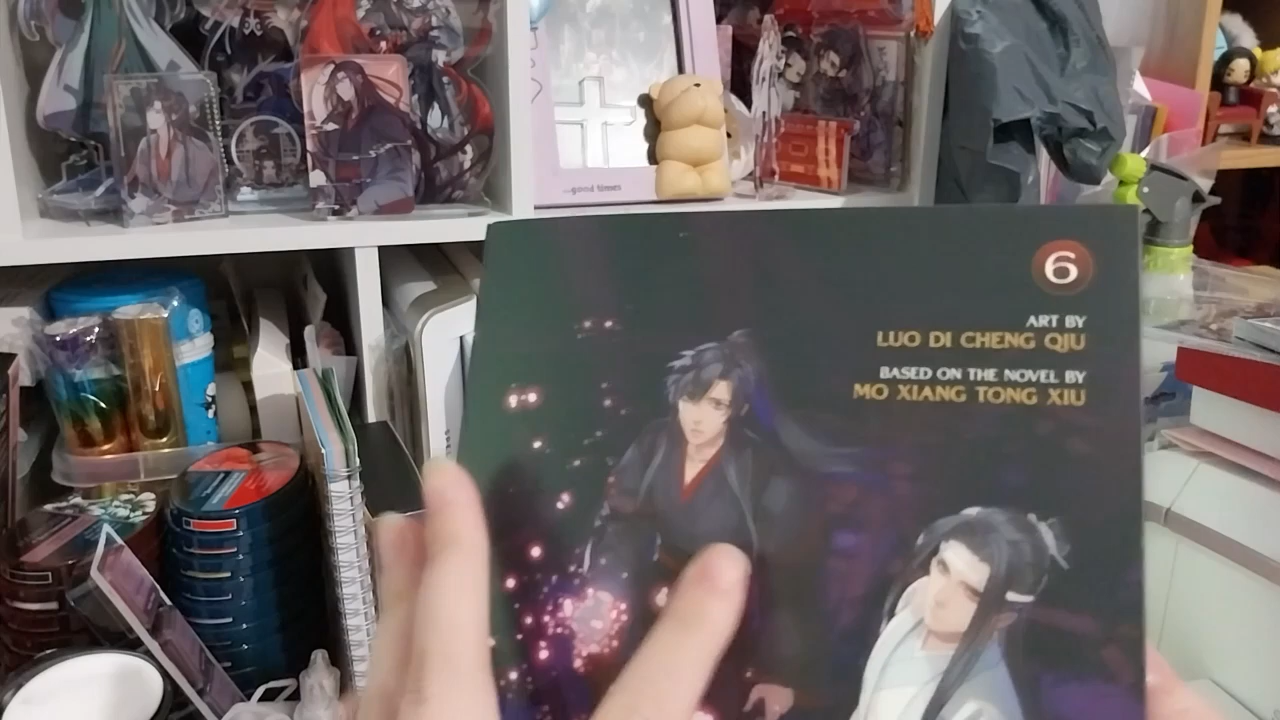 ...good times
6
ART BY
LUO DI CHENG QIU
BASED ON THE NOVEL BY
MO XIANG TONG XIU